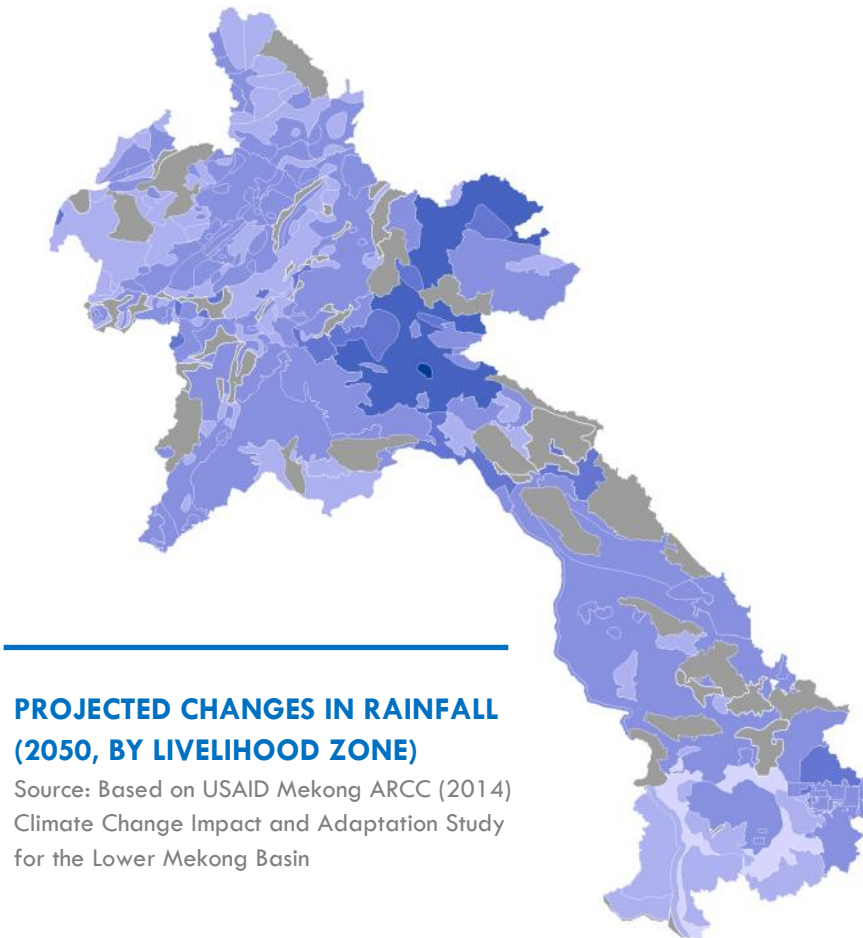 PROJECTED CHANGES IN RAINFALL
(2050, BY LIVELIHOOD ZONE)
Source: Based on USAID Mekong ARCC (2014)
Climate Change Impact and Adaptation Study
for the Lower Mekong Basin